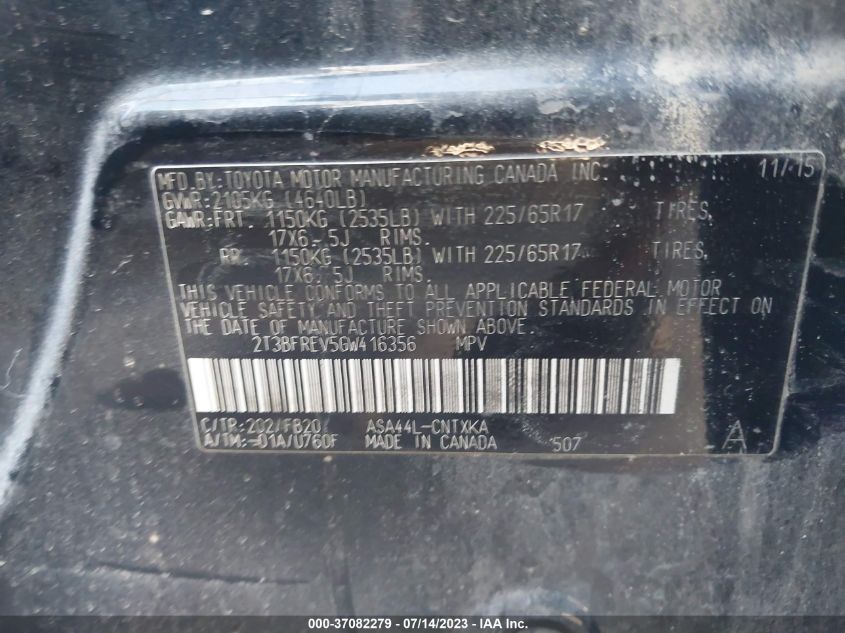 MFD.BY:TOYOTA MOTOR MANUFACTURING CANADA INC. 11/15
GVWR:2105KG (4640LB)
GAWR:FRT. 1150KG (2535LB) WITH 225/65R17 TIRES,
17X6.5J RIMS.
RR. 1150KG (2535LB) WITH 225/65R17 TIRES,
17X6.5J RIMS.
THIS VEHICLE CONFORMS TO ALL APPLICABLE FEDERAL MOTOR
VEHICLE SAFETY AND THEFT PREVENTION STANDARDS IN EFFECT ON
THE DATE OF MANUFACTURE SHOWN ABOVE.
2T3BFREV5GW416356 MPV
C/TR:202/FB20 ASA44L-CNTXKA
A/TM:-01A/U760F MADE IN CANADA 507 A
000-37082279 / 07/14/2023 - © IAA Inc.